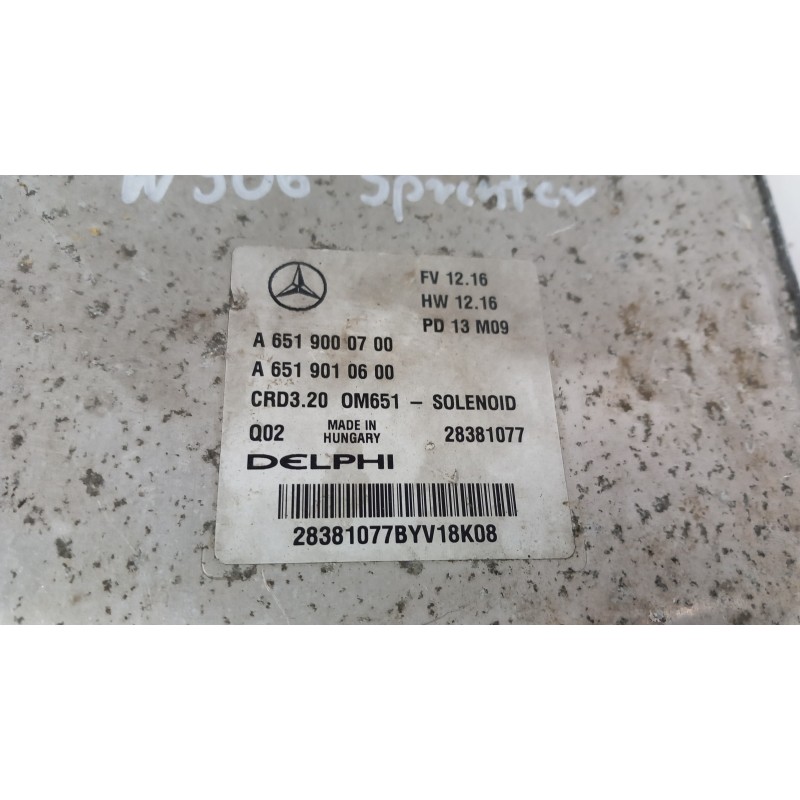 W906 Sprinter
FV 12.16
HW 12.16
PD 13 M09
A 651 900 07 00
A 651 901 06 00
CRD3.20 OM651 – SOLENOID
Q02 MADE IN HUNGARY 28381077
DELPHI
28381077BYV18K08